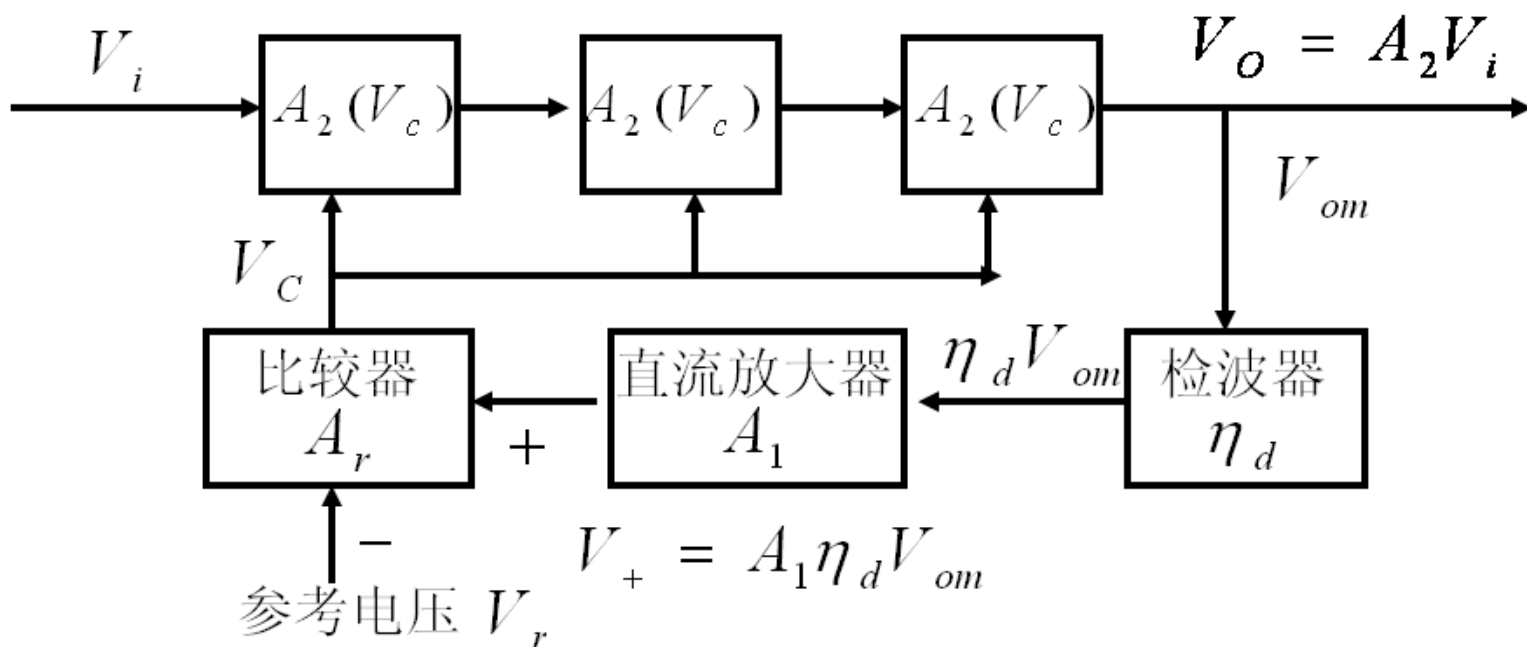 V_i
A_2(V_c)
A_2(V_c)
A_2(V_c)
V_O = A_2V_i
V_om
V_C
比较器
A_r
+
直流放大器
A_1
η_dV_om
检波器
η_d
−
V_+ = A_1η_dV_om
参考电压 V_r